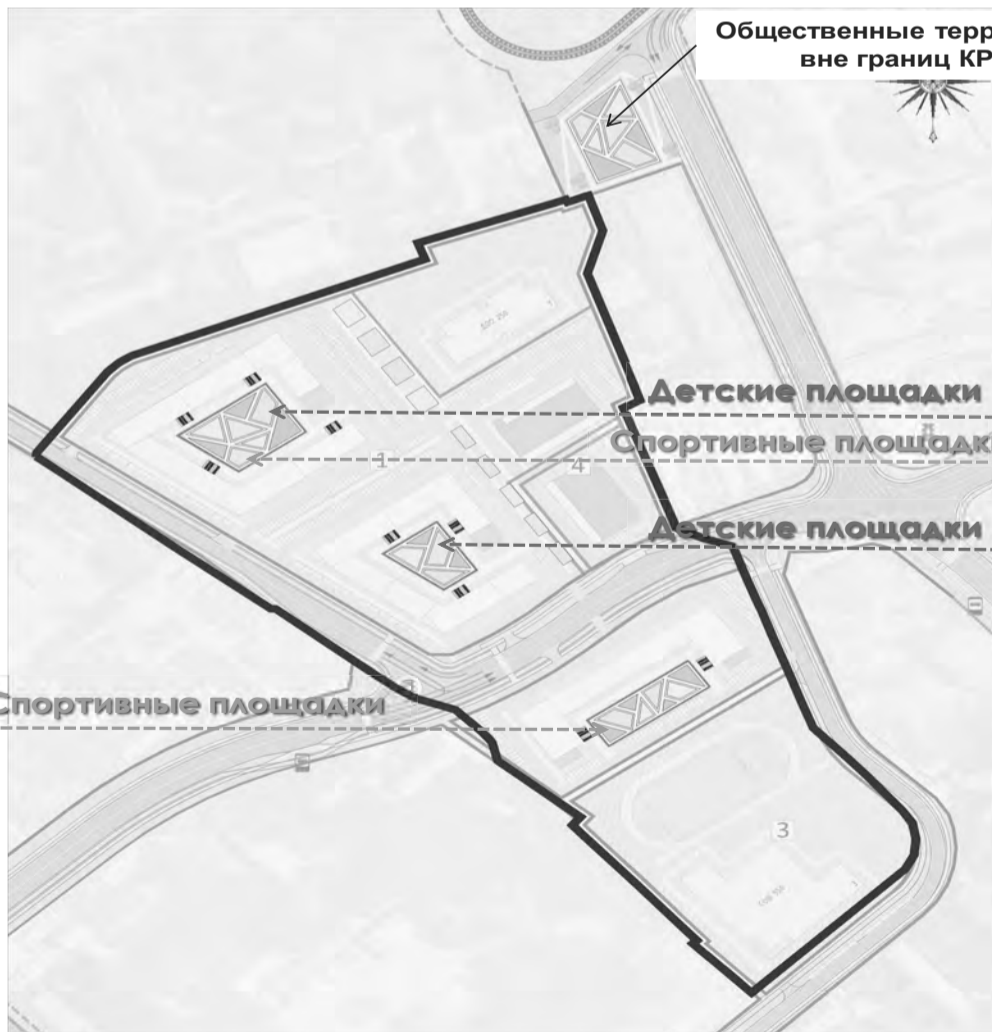 Общественные терр
вне границ КР
Детские площадки
Спортивные площадк
1
4
Детские площадки
Спортивные площадки
3